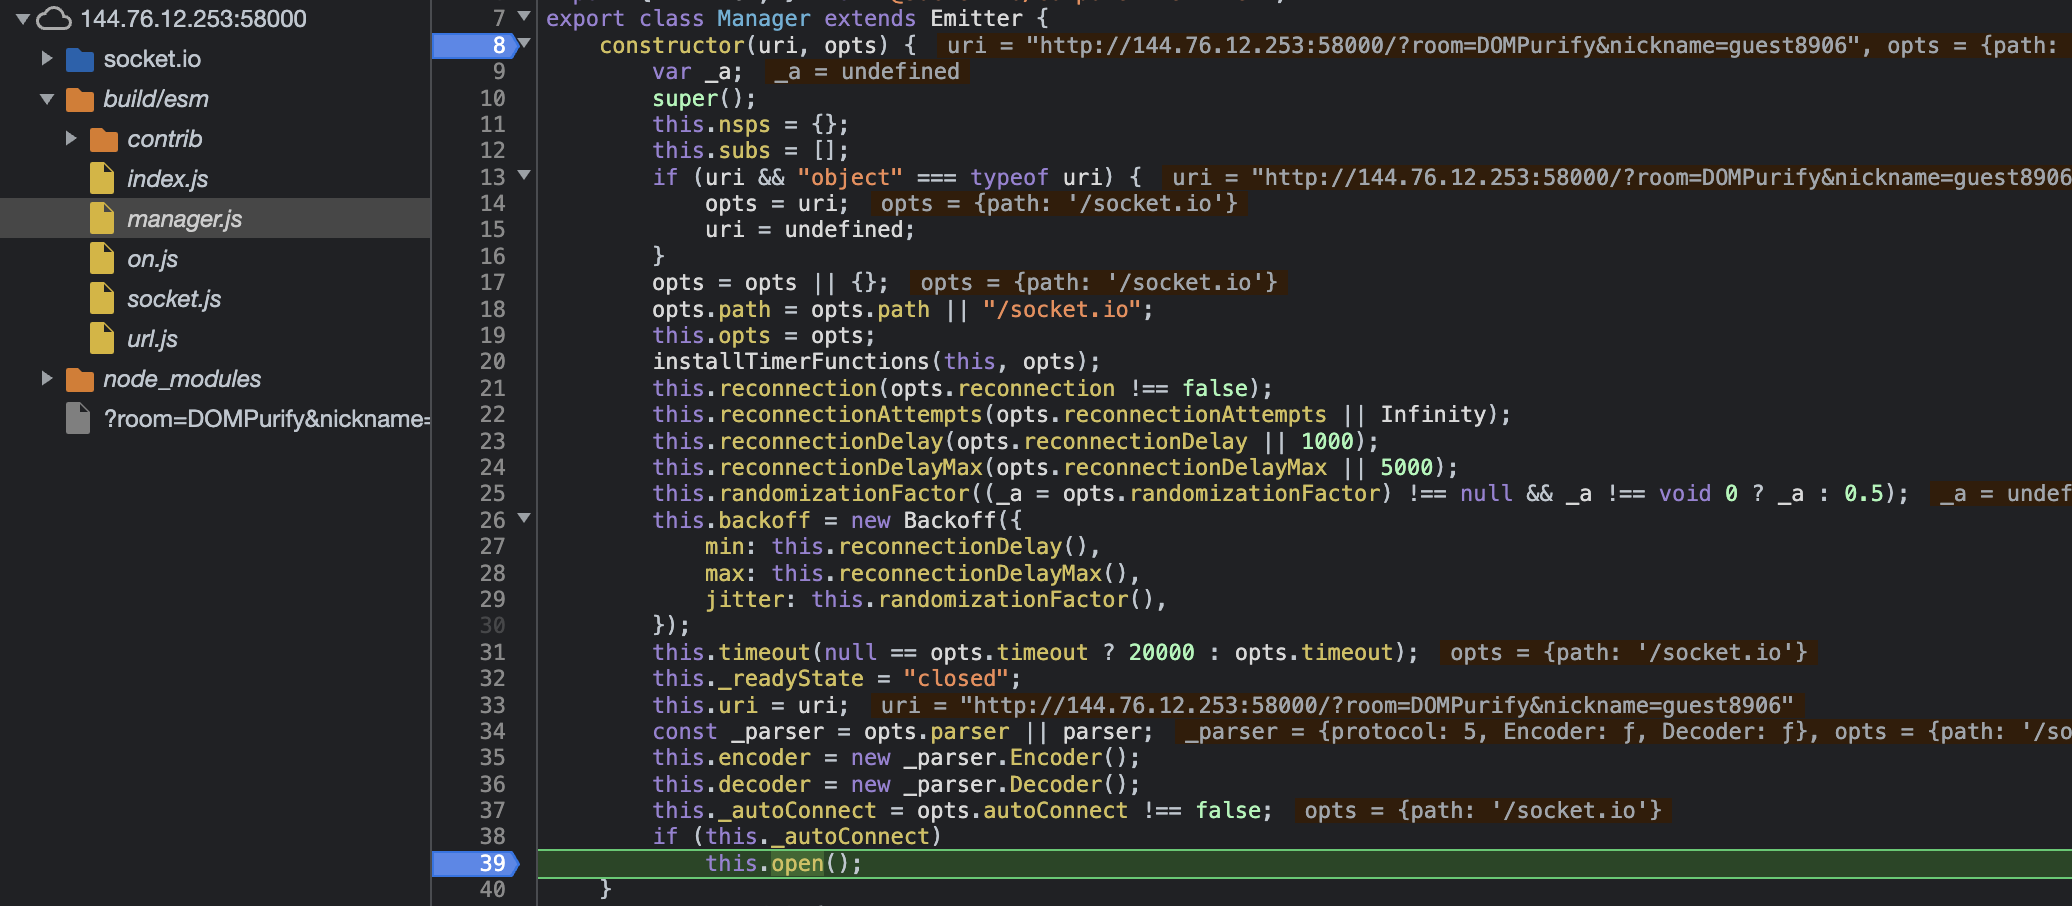 144.76.12.253:58000
socket.io
build/esm
contrib
index.js
manager.js
on.js
socket.js
url.js
node_modules
?room=DOMPurify&nickname=
7 export class Manager extends Emitter {
8 constructor(uri, opts) { uri = "http://144.76.12.253:58000/?room=DOMPurify&nickname=guest8906", opts = {path:
9 var _a; _a = undefined
10 super();
11 this.nsps = {};
12 this.subs = [];
13 if (uri && "object" === typeof uri) { uri = "http://144.76.12.253:58000/?room=DOMPurify&nickname=guest8906
14 opts = uri; opts = {path: '/socket.io'}
15 uri = undefined;
16 }
17 opts = opts || {}; opts = {path: '/socket.io'}
18 opts.path = opts.path || "/socket.io";
19 this.opts = opts;
20 installTimerFunctions(this, opts);
21 this.reconnection(opts.reconnection !== false);
22 this.reconnectionAttempts(opts.reconnectionAttempts || Infinity);
23 this.reconnectionDelay(opts.reconnectionDelay || 1000);
24 this.reconnectionDelayMax(opts.reconnectionDelayMax || 5000);
25 this.randomizationFactor((_a = opts.randomizationFactor) !== null && _a !== void 0 ? _a : 0.5); _a = undef
26 this.backoff = new Backoff({
27 min: this.reconnectionDelay(),
28 max: this.reconnectionDelayMax(),
29 jitter: this.randomizationFactor(),
30 });
31 this.timeout(null == opts.timeout ? 20000 : opts.timeout); opts = {path: '/socket.io'}
32 this._readyState = "closed";
33 this.uri = uri; uri = "http://144.76.12.253:58000/?room=DOMPurify&nickname=guest8906"
34 const _parser = opts.parser || parser; _parser = {protocol: 5, Encoder: ƒ, Decoder: ƒ}, opts = {path: '/so
35 this.encoder = new _parser.Encoder();
36 this.decoder = new _parser.Decoder();
37 this._autoConnect = opts.autoConnect !== false; opts = {path: '/socket.io'}
38 if (this._autoConnect)
39 this.open();
40 }